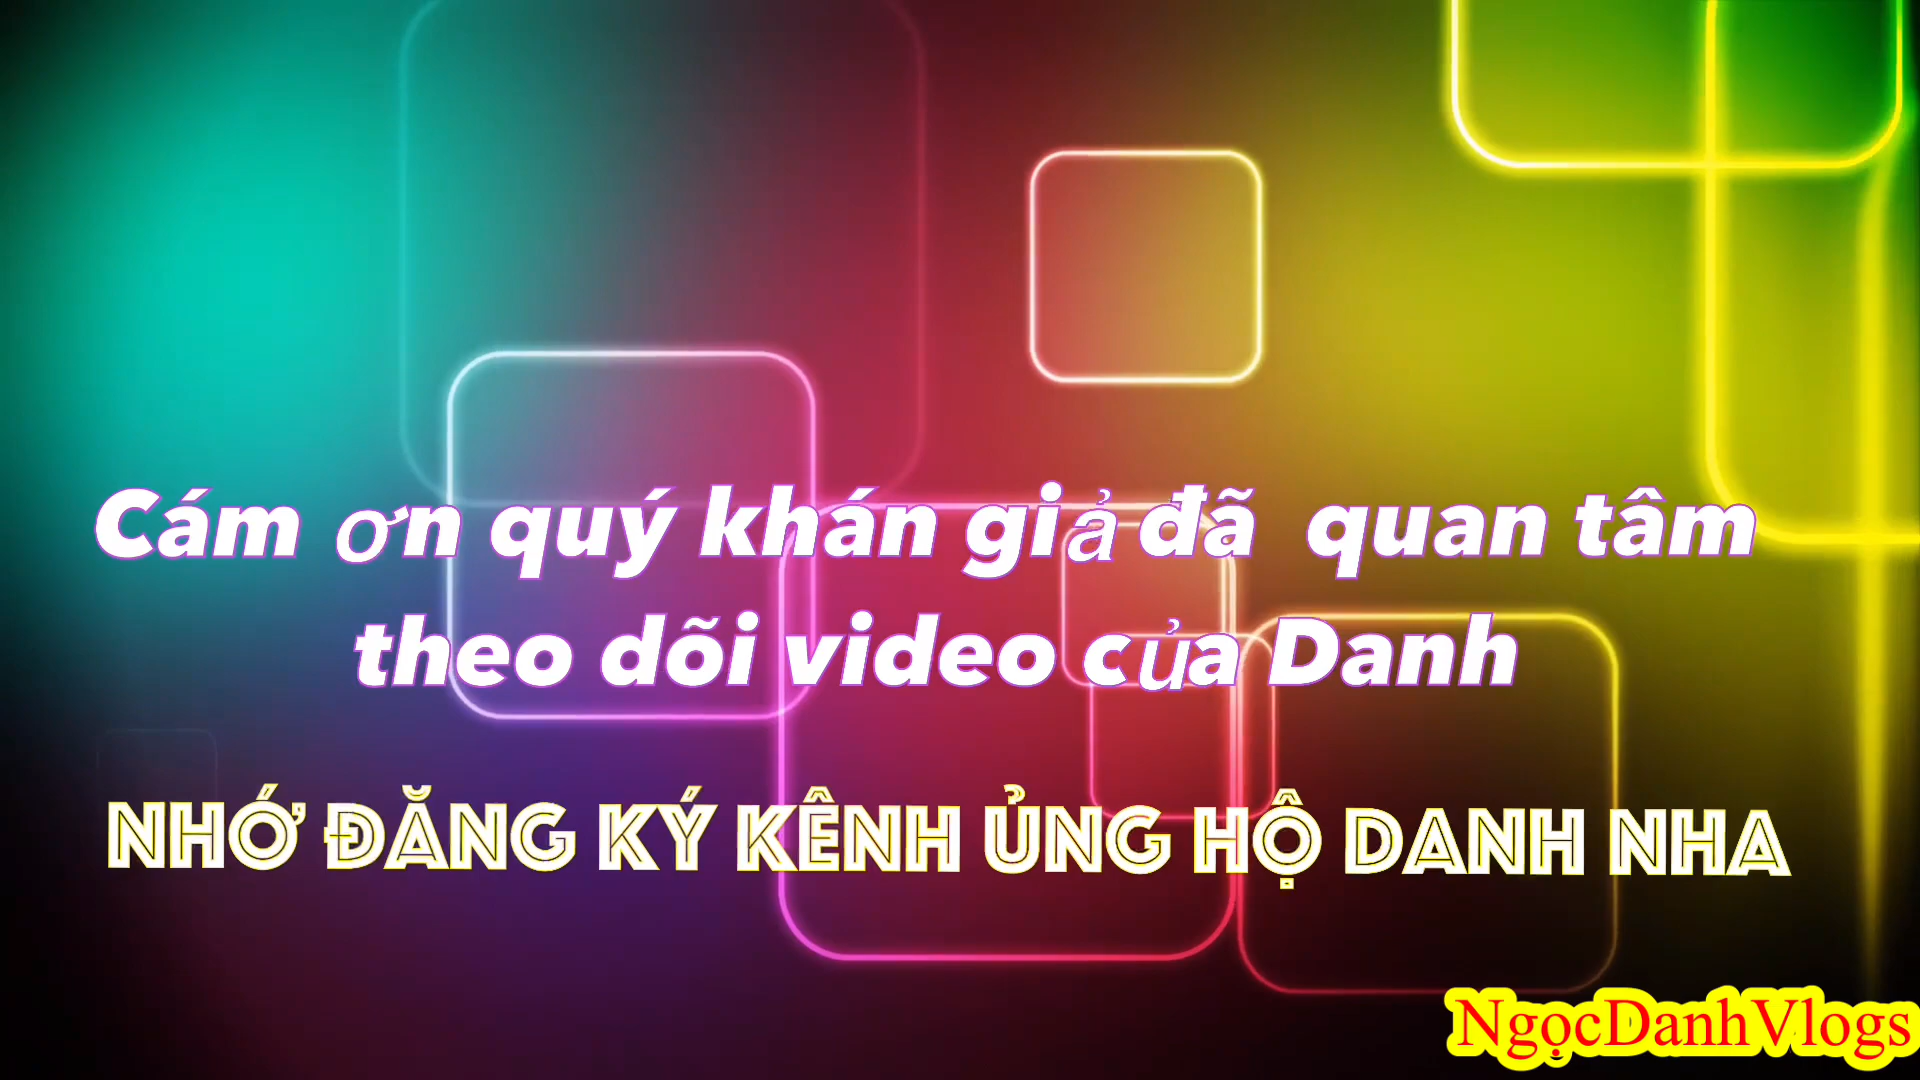 Cám ơn quý khán giả đã quan tâm
theo dõi video của Danh
NHỚ ĐĂNG KÝ KÊNH ỦNG HỘ DANH NHA
NgọcDanhVlogs